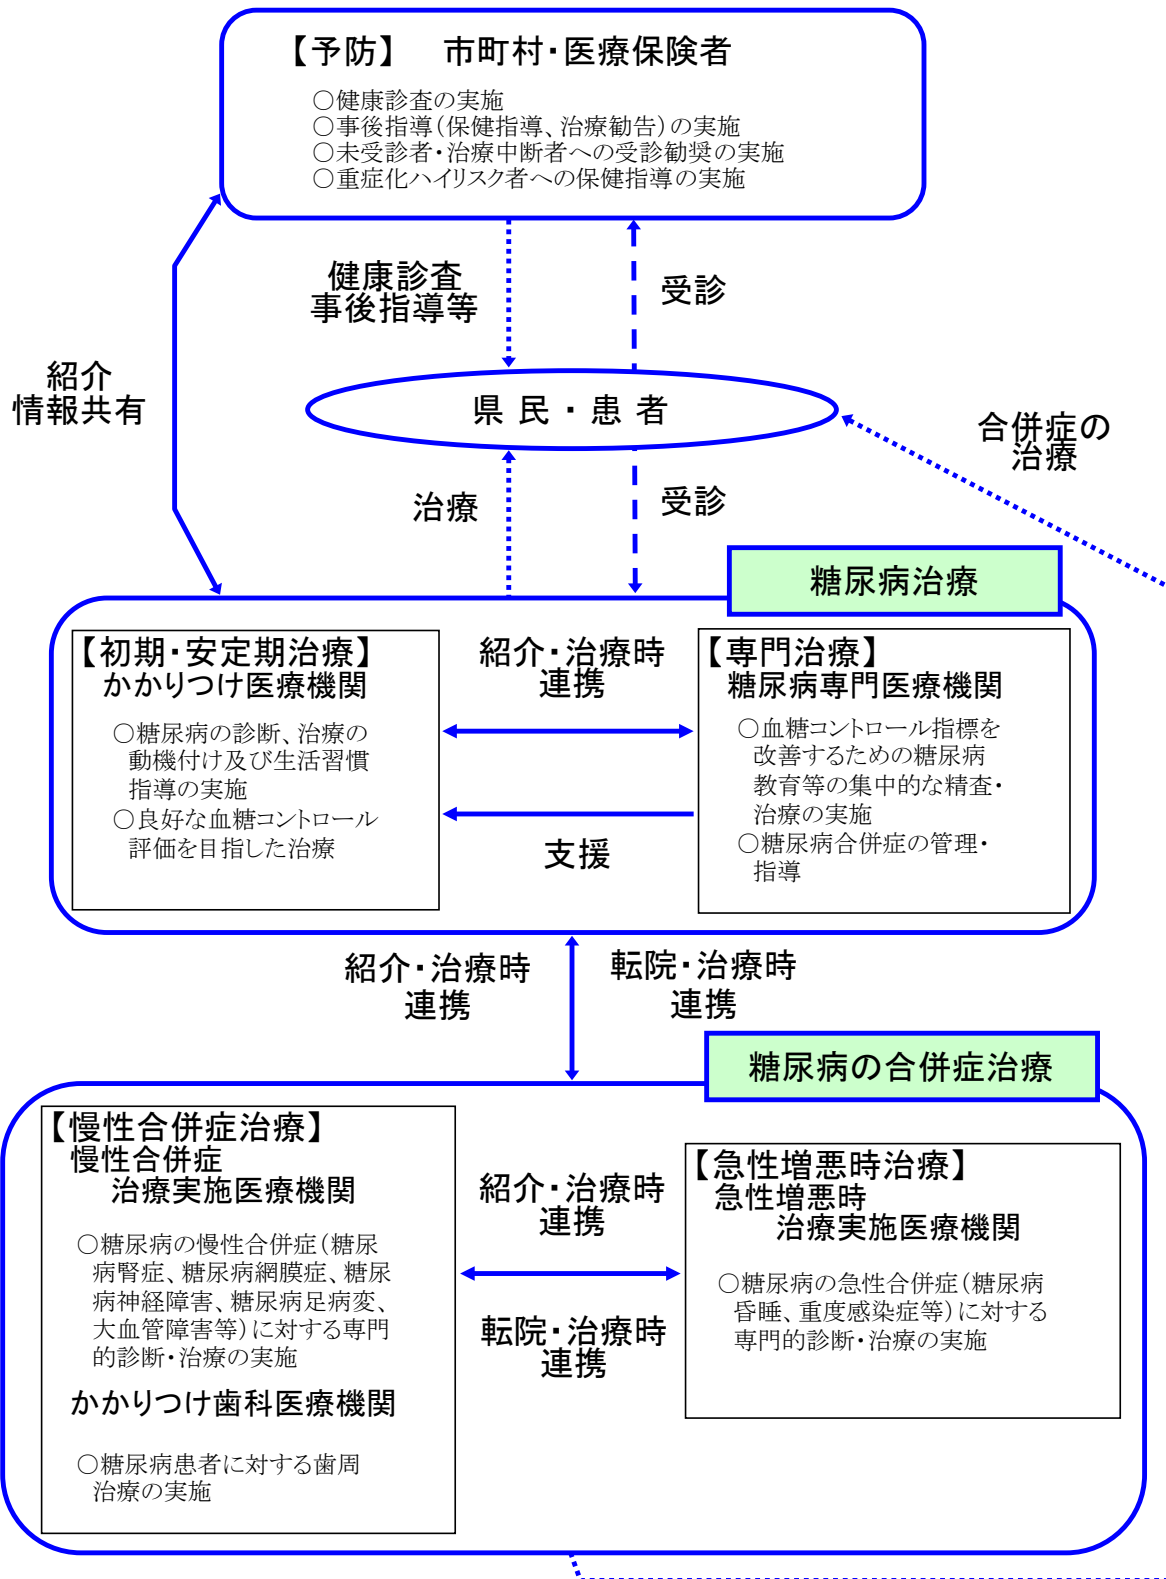 【予防】 市町村・医療保険者
○健康診査の実施
○事後指導(保健指導、治療勧告)の実施
○未受診者・治療中断者への受診勧奨の実施
○重症化ハイリスク者への保健指導の実施
健康診査
事後指導等
受診
紹介
情報共有
県民・患者
合併症の
治療
治療
受診
糖尿病治療
【初期・安定期治療】
かかりつけ医療機関
○糖尿病の診断、治療の
動機付け及び生活習慣
指導の実施
○良好な血糖コントロール
評価を目指した治療
紹介・治療時
連携
支援
【専門治療】
糖尿病専門医療機関
○血糖コントロール指標を
改善するための糖尿病
教育等の集中的な精査・
治療の実施
○糖尿病合併症の管理・
指導
紹介・治療時
連携
転院・治療時
連携
糖尿病の合併症治療
【慢性合併症治療】
慢性合併症
治療実施医療機関
○糖尿病の慢性合併症(糖尿
病腎症、糖尿病網膜症、糖尿
病神経障害、糖尿病足病変、
大血管障害等)に対する専門
的診断・治療の実施
かかりつけ歯科医療機関
○糖尿病患者に対する歯周
治療の実施
紹介・治療時
連携
転院・治療時
連携
【急性増悪時治療】
急性増悪時
治療実施医療機関
○糖尿病の急性合併症(糖尿病
昏睡、重度感染症等)に対する
専門的診断・治療の実施